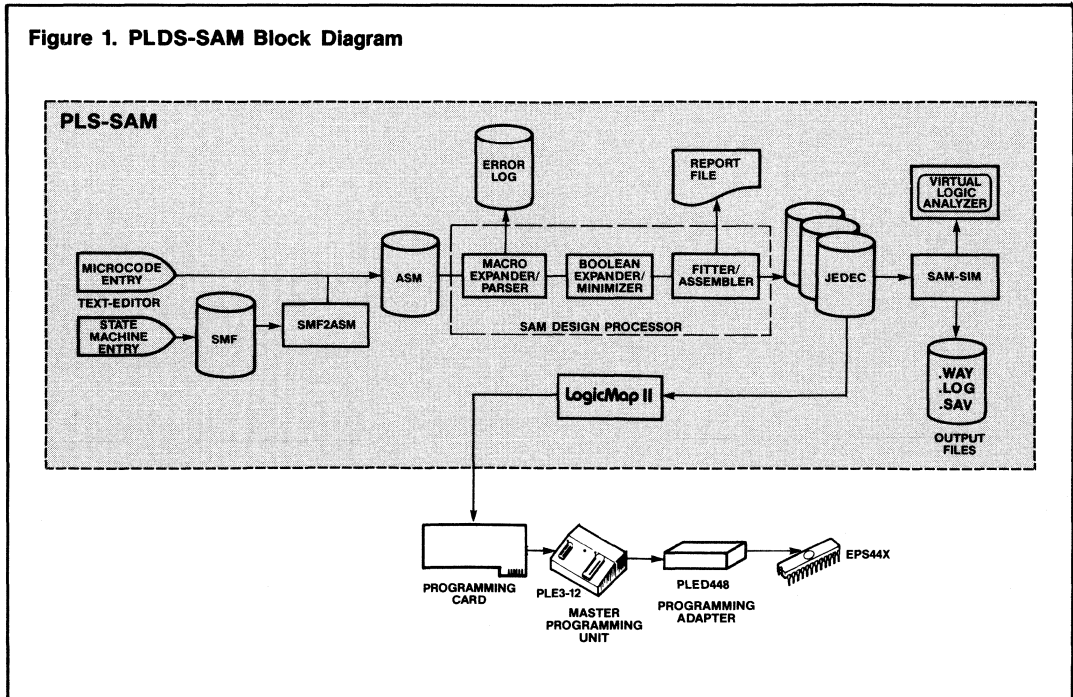 Figure 1. PLDS-SAM Block Diagram
PLS-SAM
ERROR
LOG
REPORT
FILE
VIRTUAL
LOGIC
ANALYZER
MICROCODE
ENTRY
TEXT-EDITOR
STATE
MACHINE
ENTRY
SMF
SMF2ASM
ASM
MACRO
EXPANDER/
PARSER
BOOLEAN
EXPANDER/
MINIMIZER
FITTER/
ASSEMBLER
SAM DESIGN PROCESSOR
JEDEC
SAM-SIM
.WAY
.LOG
.SAV
OUTPUT
FILES
LogicMap II
PROGRAMMING
CARD
PLE3-12
MASTER
PROGRAMMING
UNIT
PLED448
PROGRAMMING
ADAPTER
EPS44X